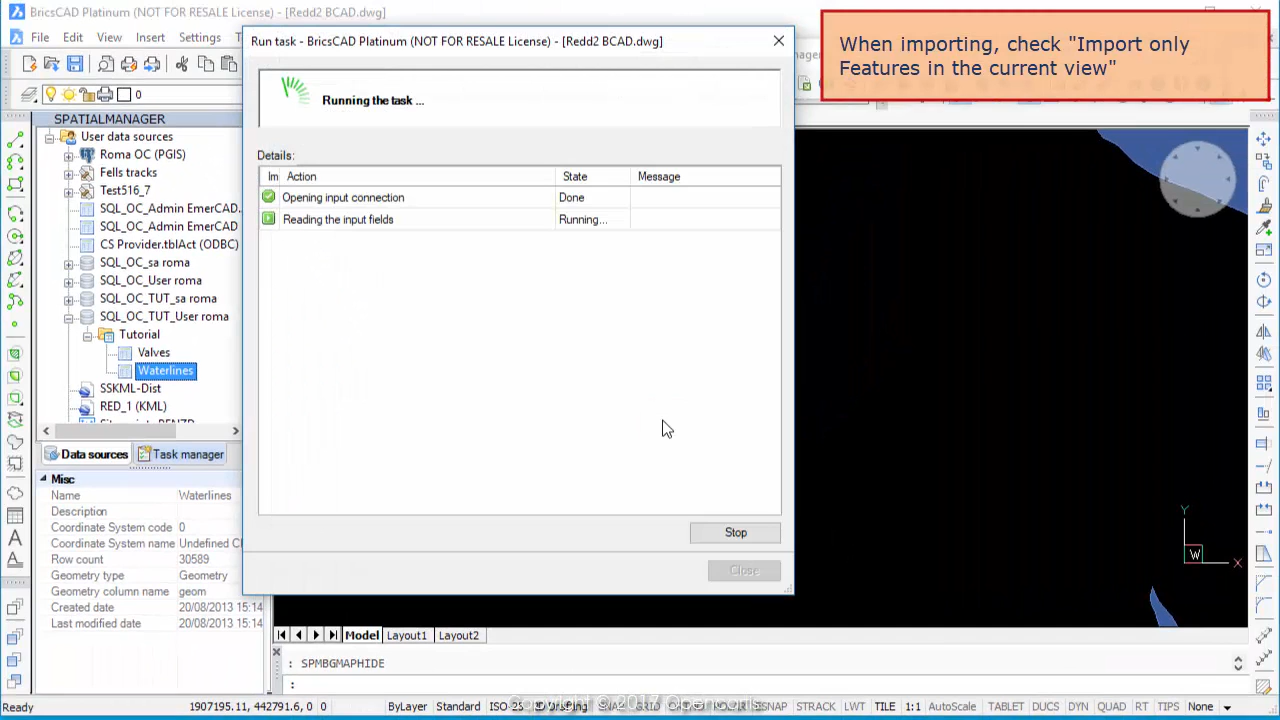 BricsCAD Platinum (NOT FOR RESALE License) - [Redd2 BCAD.dwg]
File Edit View Insert Settings
0
SPATIALMANAGER
User data sources
Roma OC (PGIS)
Fells tracks
Test516_7
SQL_OC_Admin EmerCAD.
SQL_OC_Admin EmerCAD
CS Provider.tblAct (ODBC)
SQL_OC_sa roma
SQL_OC_User roma
SQL_OC_TUT_sa roma
SQL_OC_TUT_User roma
Tutorial
Valves
Waterlines
SSKML-Dist
RED_1 (KML)
Data sources Task manager
Misc
Name Waterlines
Description
Coordinate System code 0
Coordinate System name Undefined C
Row count 30589
Geometry type Geometry
Geometry column name geom
Created date 20/08/2013 15:14
Last modified date 20/08/2013 15:14
Run task - BricsCAD Platinum (NOT FOR RESALE License) - [Redd2 BCAD.dwg]
Running the task ...
Details:
Im Action State Message
Opening input connection Done
Reading the input fields Running...
Stop
Close
When importing, check "Import only
Features in the current view"
Y
W
X
Model Layout1 Layout2
: SPMBGMAPHIDE
:
Ready 1907195.11, 442791.6, 0 0 ByLayer Standard ISO-25 2D Drafting SNAP GRID ORTHO POLAR ESNAP STRACK LWT TILE 1:1 AutoScale TABLET DUCS DYN QUAD RT TIPS None